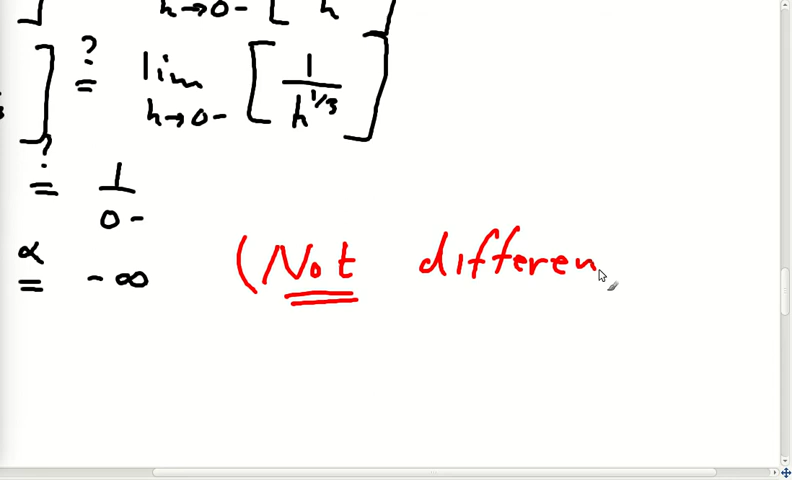 ] h→0- [ h ]
] ?= lim h→0- [ 1/h^1/3 ]
?= 1/0-
α= -∞ (Not differen